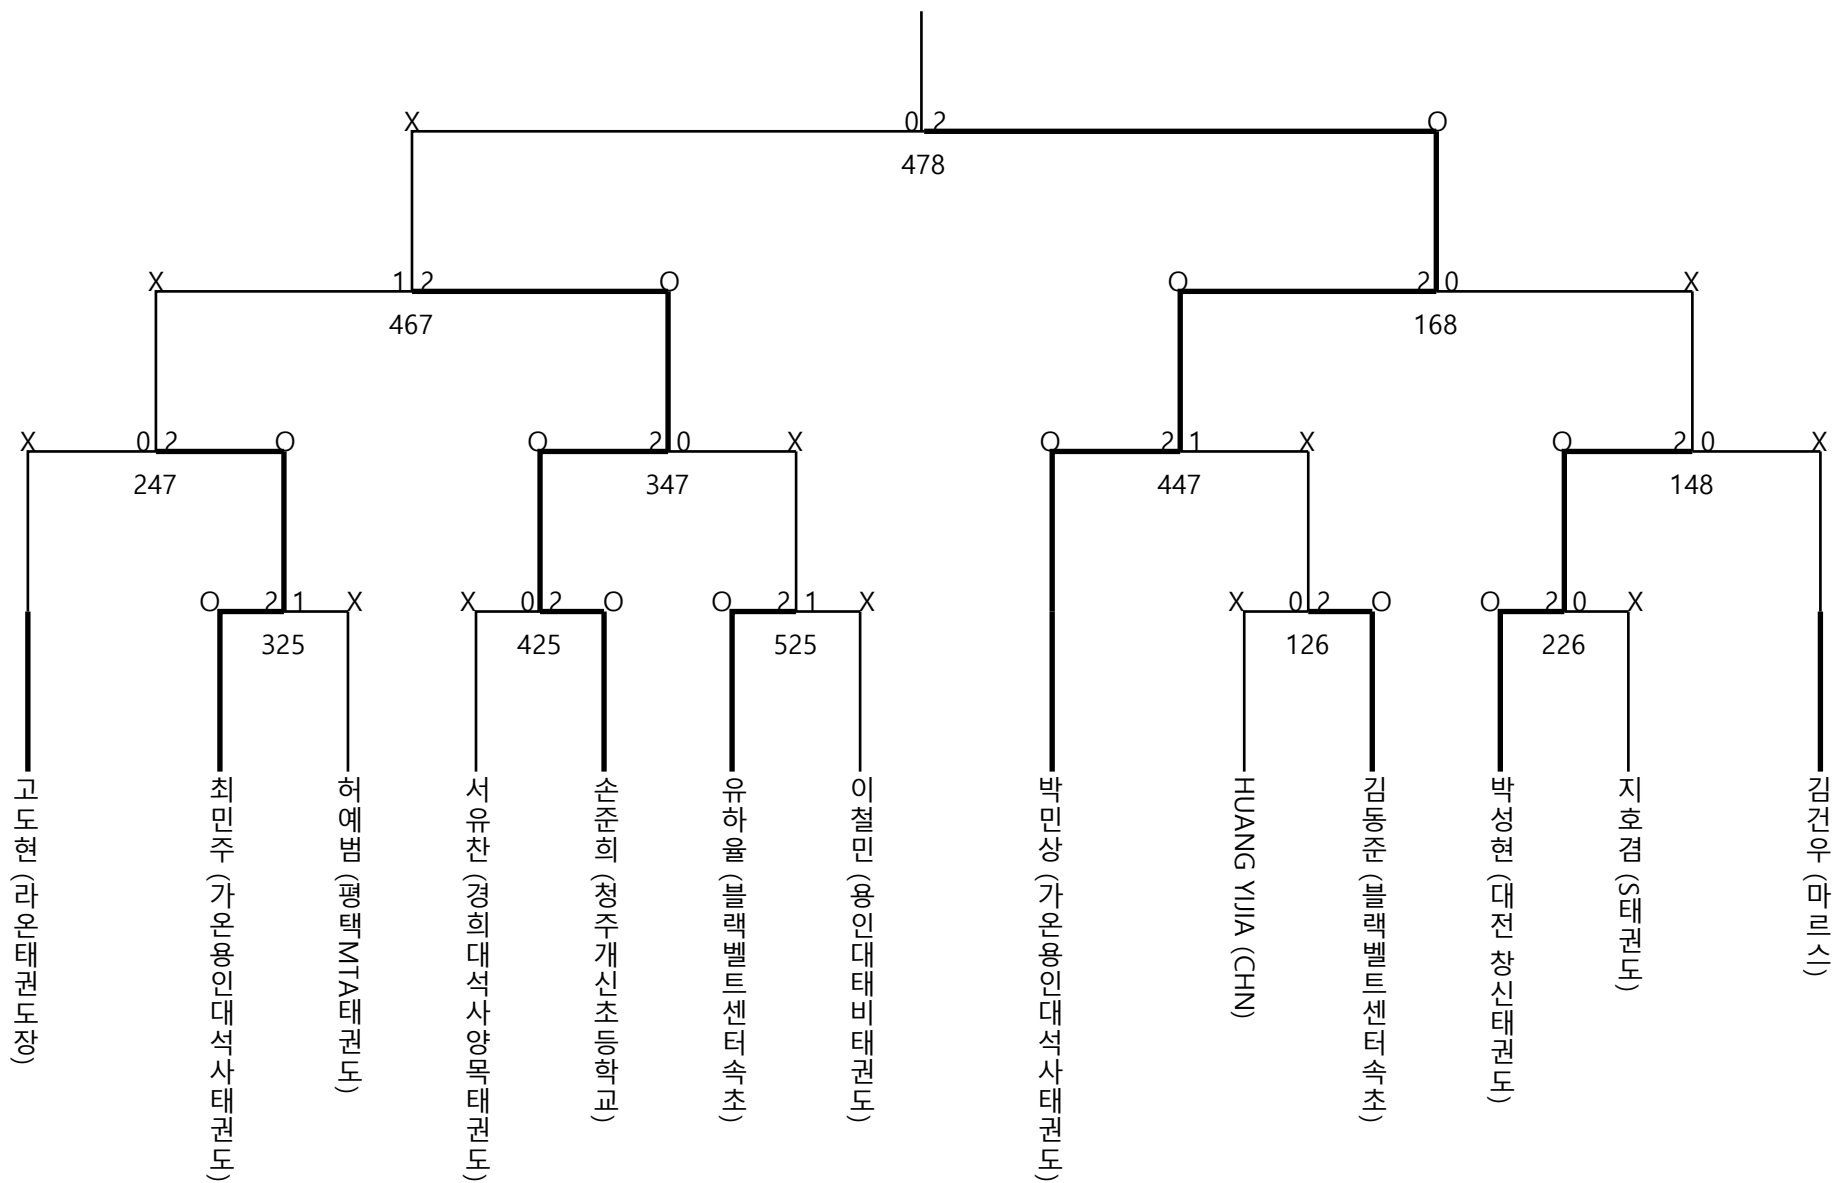 X 0 2 O
478
X 1 2 O O 2 0 X
467 168
X 0 2 O O 2 0 X O 2 1 X O 2 0 X
247 347 447 148
O 2 1 X X 0 2 O O 2 1 X X 0 2 O O 2 0 X
325 425 525 126 226
고도현 (라온태권도장)
최민주 (가온용인대석사태권도)
허예범 (평택MTA태권도)
서유찬 (경희대석사양목태권도)
손준희 (청주개신초등학교)
유하율 (블랙벨트센터속초)
이철민 (용인대태비태권도)
박민상 (가온용인대석사태권도)
HUANG YIJIA (CHN)
김동준 (블랙벨트센터속초)
박성현 (대전 창신태권도)
지호겸 (S태권도)
김건우 (마르스)